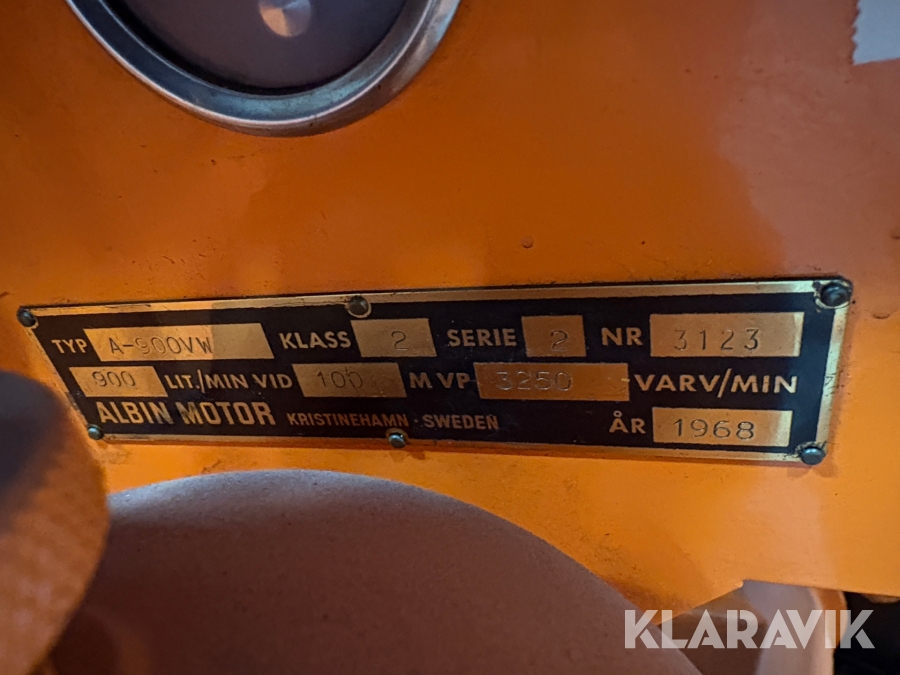 TYP A-900VW KLASS 2 SERIE 2 NR 3123
900 LIT./MIN VID 100 M VP 3250 VARV/MIN
ALBIN MOTOR KRISTINEHAMN · SWEDEN ÅR 1968
KLARAVIK